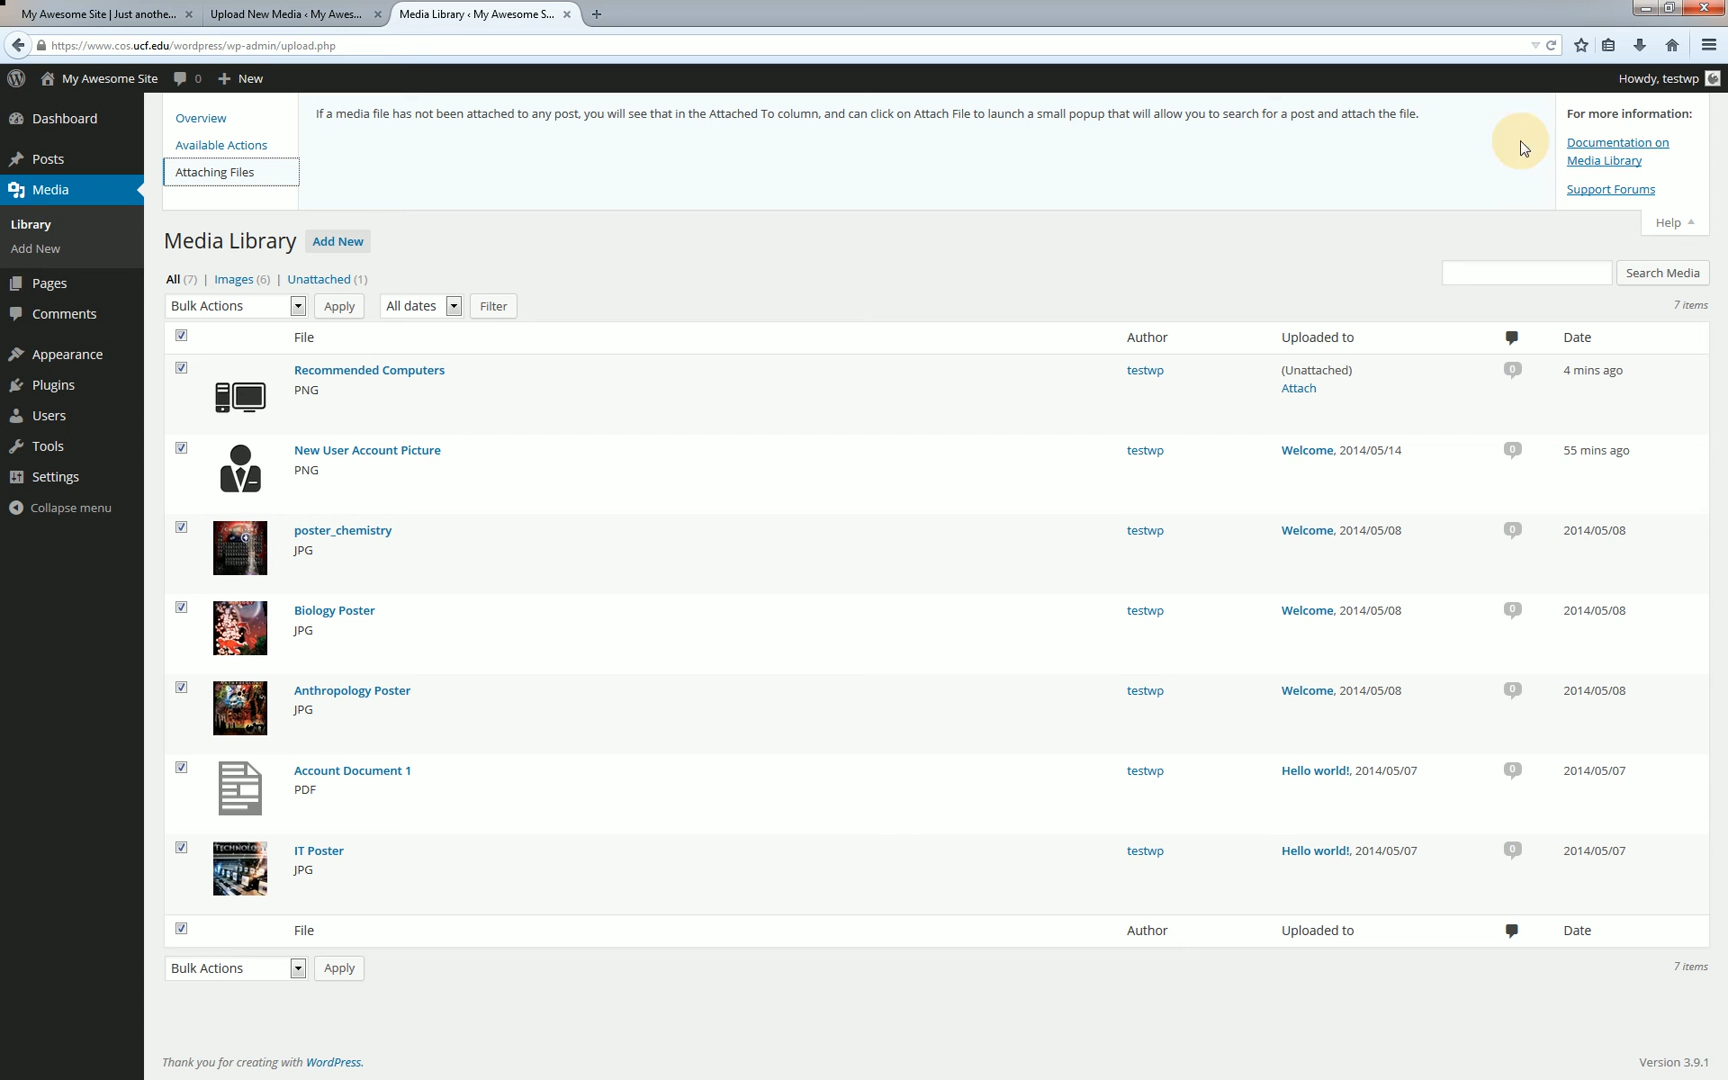 My Awesome Site | Just anothe...
Upload New Media ‹ My Awes...
Media Library ‹ My Awesome S...
https://www.cos.ucf.edu/wordpress/wp-admin/upload.php
My Awesome Site
0
New
Howdy, testwp
Dashboard
Posts
Media
Library
Add New
Pages
Comments
Appearance
Plugins
Users
Tools
Settings
Collapse menu
Overview
Available Actions
Attaching Files
If a media file has not been attached to any post, you will see that in the Attached To column, and can click on Attach File to launch a small popup that will allow you to search for a post and attach the file.
For more information:
Documentation on
Media Library
Support Forums
Help
Media Library Add New
All (7) | Images (6) | Unattached (1)
Search Media
Bulk Actions Apply All dates Filter
7 items
File Author Uploaded to Date
Recommended Computers testwp (Unattached) 0 4 mins ago
PNG Attach
New User Account Picture testwp Welcome, 2014/05/14 0 55 mins ago
PNG
poster_chemistry testwp Welcome, 2014/05/08 0 2014/05/08
JPG
Biology Poster testwp Welcome, 2014/05/08 0 2014/05/08
JPG
Anthropology Poster testwp Welcome, 2014/05/08 0 2014/05/08
JPG
Account Document 1 testwp Hello world!, 2014/05/07 0 2014/05/07
PDF
TECHNOLOGY
IT Poster testwp Hello world!, 2014/05/07 0 2014/05/07
JPG
File Author Uploaded to Date
Bulk Actions Apply
7 items
Thank you for creating with WordPress.
Version 3.9.1